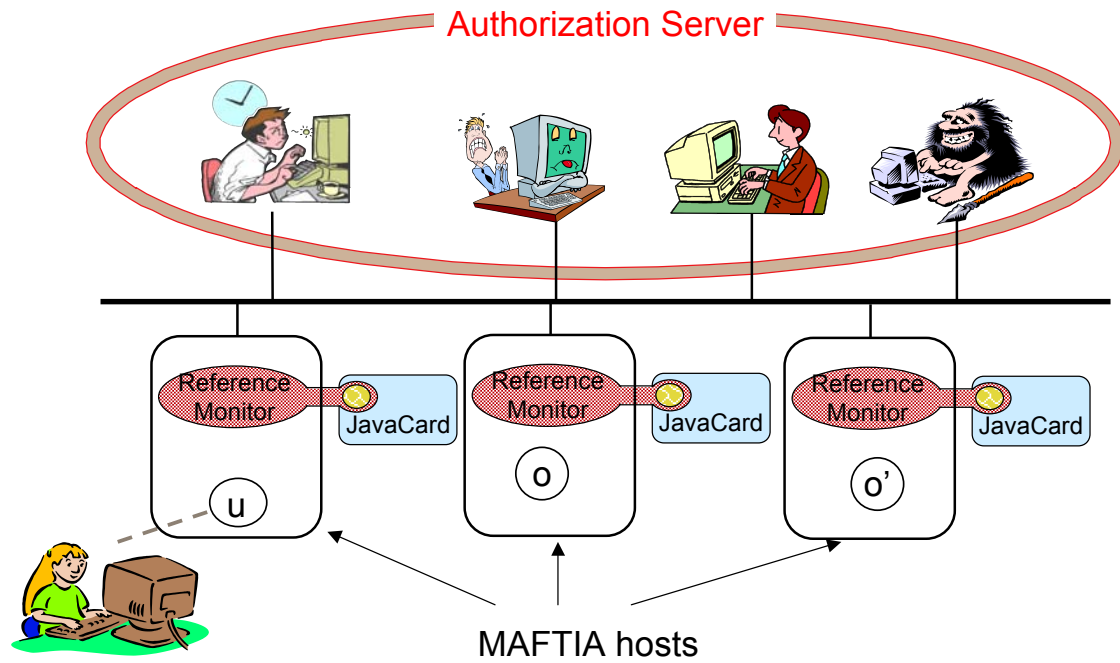 Authorization Server
Reference
Monitor
JavaCard
u
Reference
Monitor
JavaCard
o
Reference
Monitor
JavaCard
o’
MAFTIA hosts